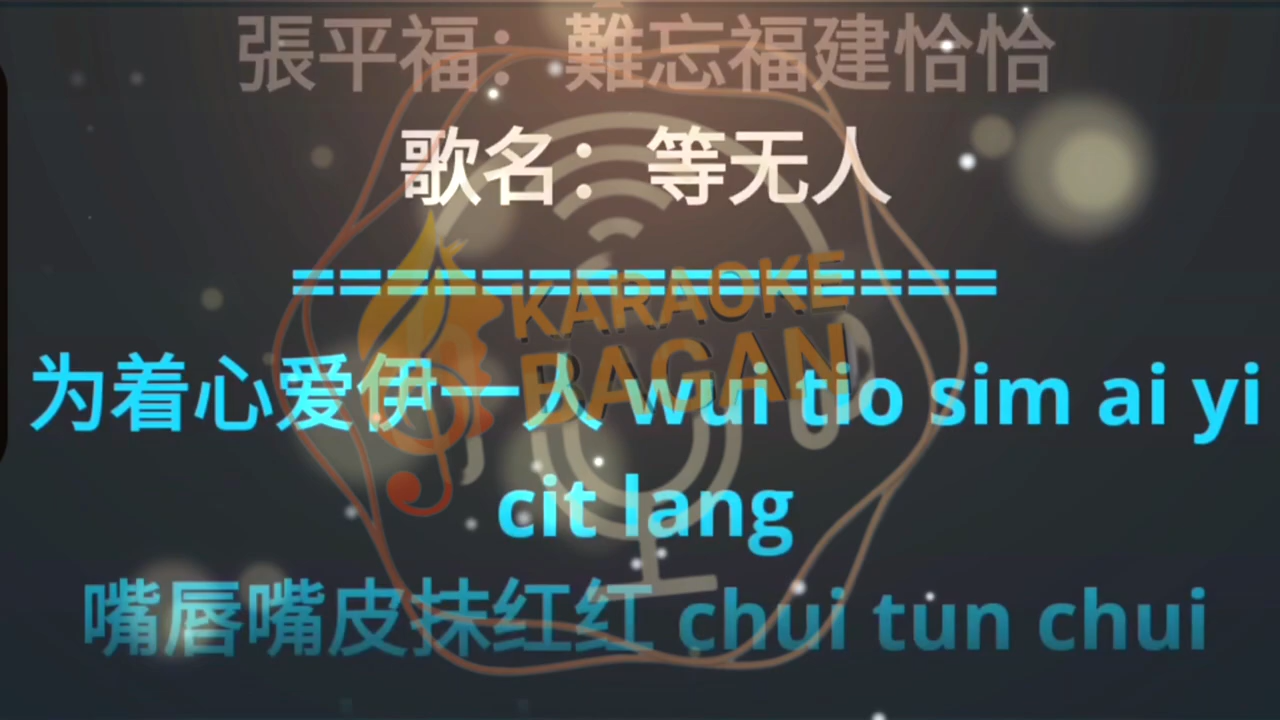 張平福：難忘福建恰恰
歌名：等无人
===============
为着心爱伊一人 wui tio sim ai yi
cit lang
嘴唇嘴皮抹红红 chui tun chui
KARAOKE
BAGAN